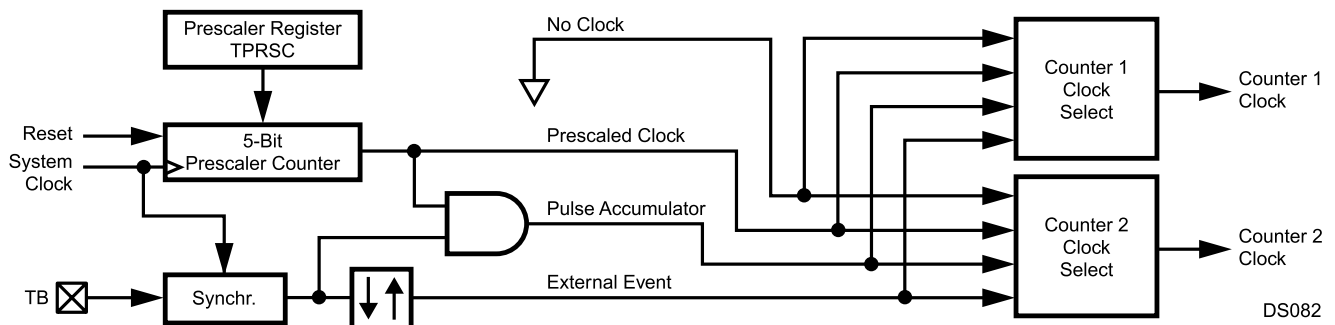 Prescaler Register
TPRSC
No Clock
Counter 1
Clock
Select
Counter 1
Clock
Reset
System
Clock
5-Bit
Prescaler Counter
Prescaled Clock
Pulse Accumulator
Counter 2
Clock
Select
Counter 2
Clock
TB
Synchr.
External Event
DS082